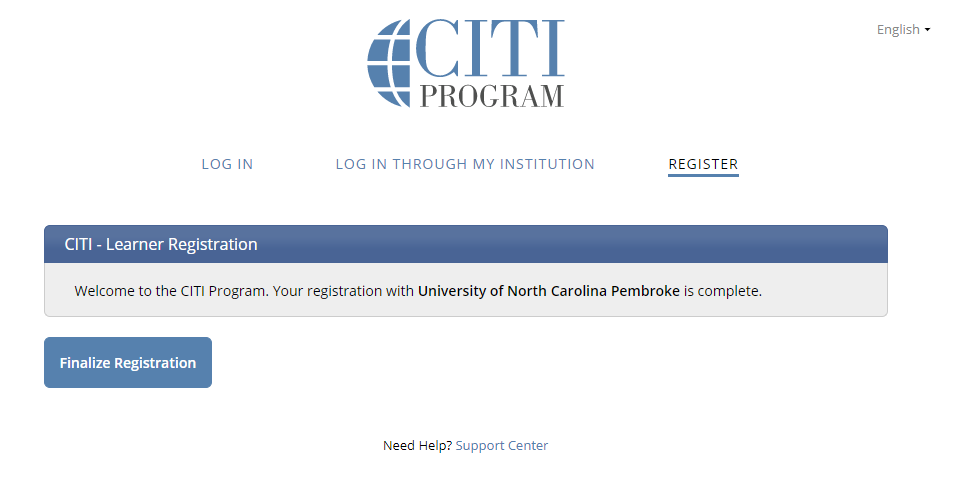 CITI
PROGRAM
English
LOG IN
LOG IN THROUGH MY INSTITUTION
REGISTER
CITI - Learner Registration
Welcome to the CITI Program. Your registration with University of North Carolina Pembroke is complete.
Finalize Registration
Need Help? Support Center